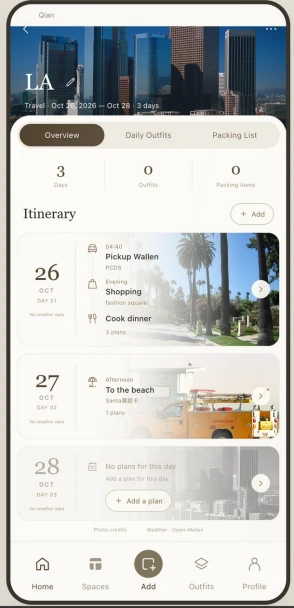 Qian
LA
Travel · Oct 26, 2026 — Oct 28 · 3 days
Overview
Daily Outfits
Packing List
3
Days
0
Outfits
0
Packing items
Itinerary
+ Add
26
OCT
DAY 01
No weather data
04:40
Pickup Wallen
PCDS
Evening
Shopping
fashion square
Cook dinner
3 plans
27
OCT
DAY 02
No weather data
Afternoon
To the beach
1 plans
28
OCT
DAY 03
No weather data
No plans for this day
Add a plan for this day.
+ Add a plan
Photo credits
Weather · Open-Meteo
Home
Spaces
Add
Outfits
Profile